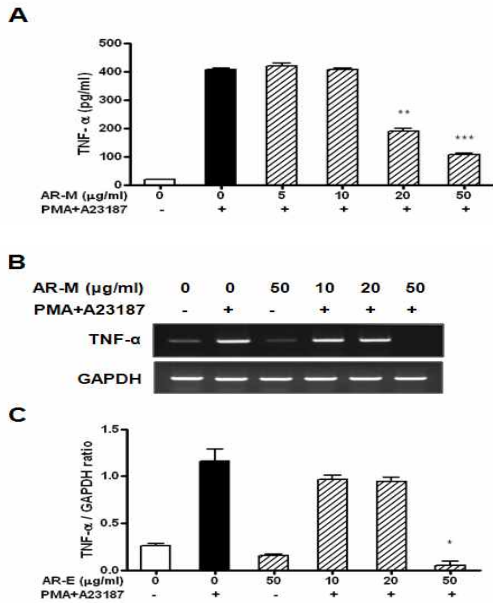 A
TNF- α (pg/ml)
500
400
300
200
100
0
**
***
AR-M (μg/ml) 0 0 5 10 20 50
PMA+A23187 - + + + + +
B
AR-M (μg/ml) 0 0 50 10 20 50
PMA+A23187 - + - + + +
TNF-α
GAPDH
C
TNF-α / GAPDH ratio
1.5
1.0
0.5
0.0
*
AR-E (μg/ml) 0 0 50 10 20 50
PMA+A23187 - + - + + +